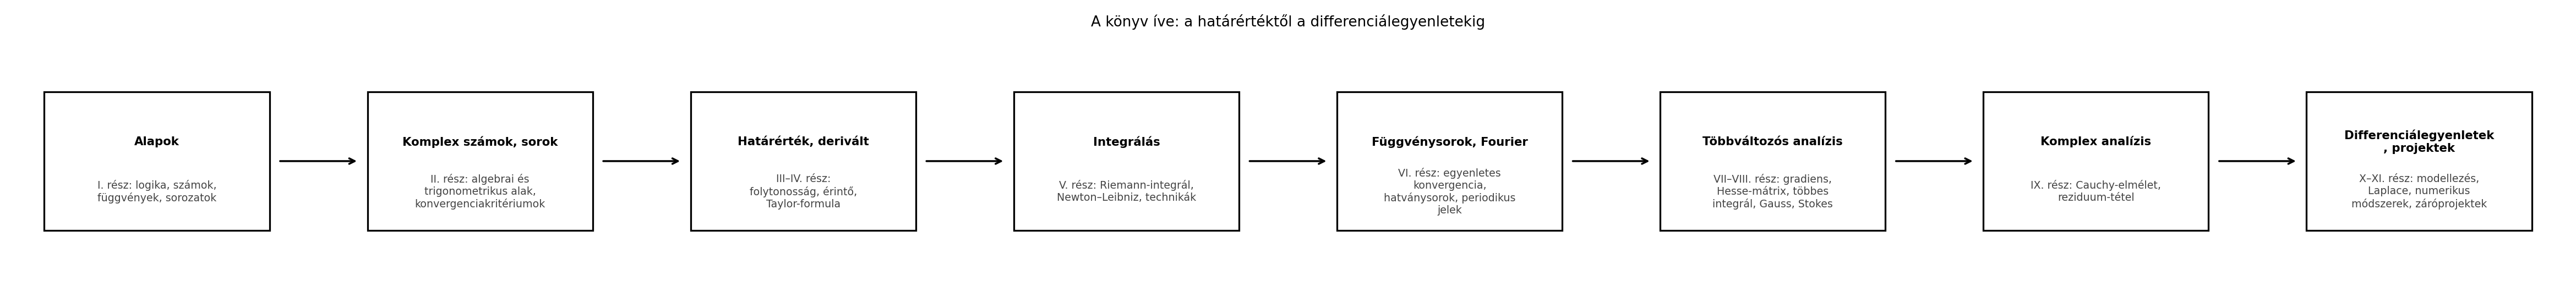 A könyv íve: a határértéktől a differenciálegyenletekig
Alapok
I. rész: logika, számok,
függvények, sorozatok
Komplex számok, sorok
II. rész: algebrai és
trigonometrikus alak,
konvergenciakritériumok
Határérték, derivált
III–IV. rész:
folytonosság, érintő,
Taylor-formula
Integrálás
V. rész: Riemann-integrál,
Newton–Leibniz, technikák
Függvénysorok, Fourier
VI. rész: egyenletes
konvergencia,
hatványsorok, periodikus
jelek
Többváltozós analízis
VII–VIII. rész: gradiens,
Hesse-mátrix, többes
integrál, Gauss, Stokes
Komplex analízis
IX. rész: Cauchy-elmélet,
reziduum-tétel
Differenciálegyenletek
, projektek
X–XI. rész: modellezés,
Laplace, numerikus
módszerek, záróprojektek